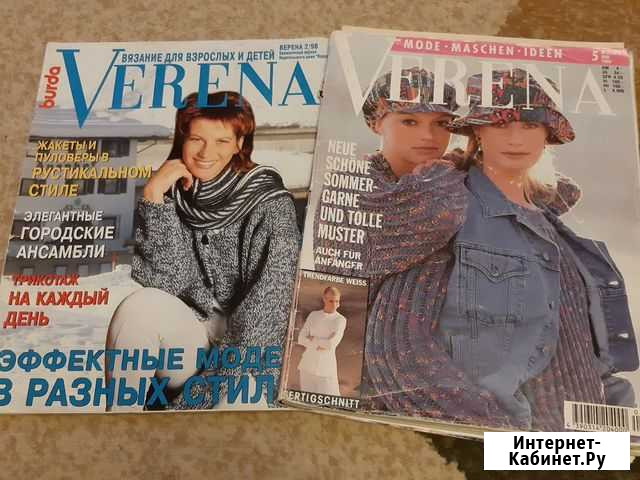 ВЕРЕНА 2/98
ВЯЗАНИЕ ДЛЯ ВЗРОСЛЫХ И ДЕТЕЙ
burda
VERENA
ЖАКЕТЫ И
ПУЛОВЕРЫ В
РУСТИКАЛЬНОМ
СТИЛЕ
ЭЛЕГАНТНЫЕ
ГОРОДСКИЕ
АНСАМБЛИ
ТРИКОТАЖ
НА КАЖДЫЙ
ДЕНЬ
ЭФФЕКТНЫЕ МОДЕ
В РАЗНЫХ СТИЛ
MODE · MASCHEN · IDEEN
5
VERENA
NEUE
SCHÖNE
SOMMER-
GARNE
UND TOLLE
MUSTER
AUCH FÜR
ANFÄNGER
TRENDFARBE WEISS
FERTIGSCHNITT
Интернет-
Кабинет.Ру